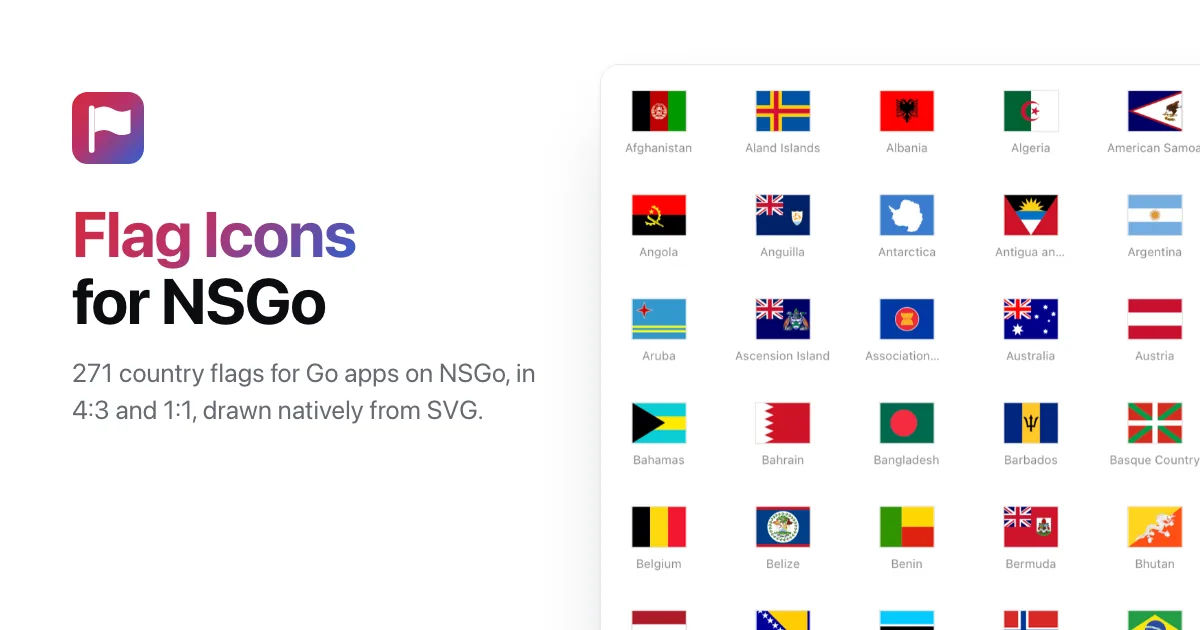 Flag Icons
for NSGo
271 country flags for Go apps on NSGo, in
4:3 and 1:1, drawn natively from SVG.
Afghanistan
Aland Islands
Albania
Algeria
American Samoa
Angola
Anguilla
Antarctica
Antigua an...
Argentina
Aruba
Ascension Island
Association...
Australia
Austria
Bahamas
Bahrain
Bangladesh
Barbados
Basque Country
Belgium
Belize
Benin
Bermuda
Bhutan